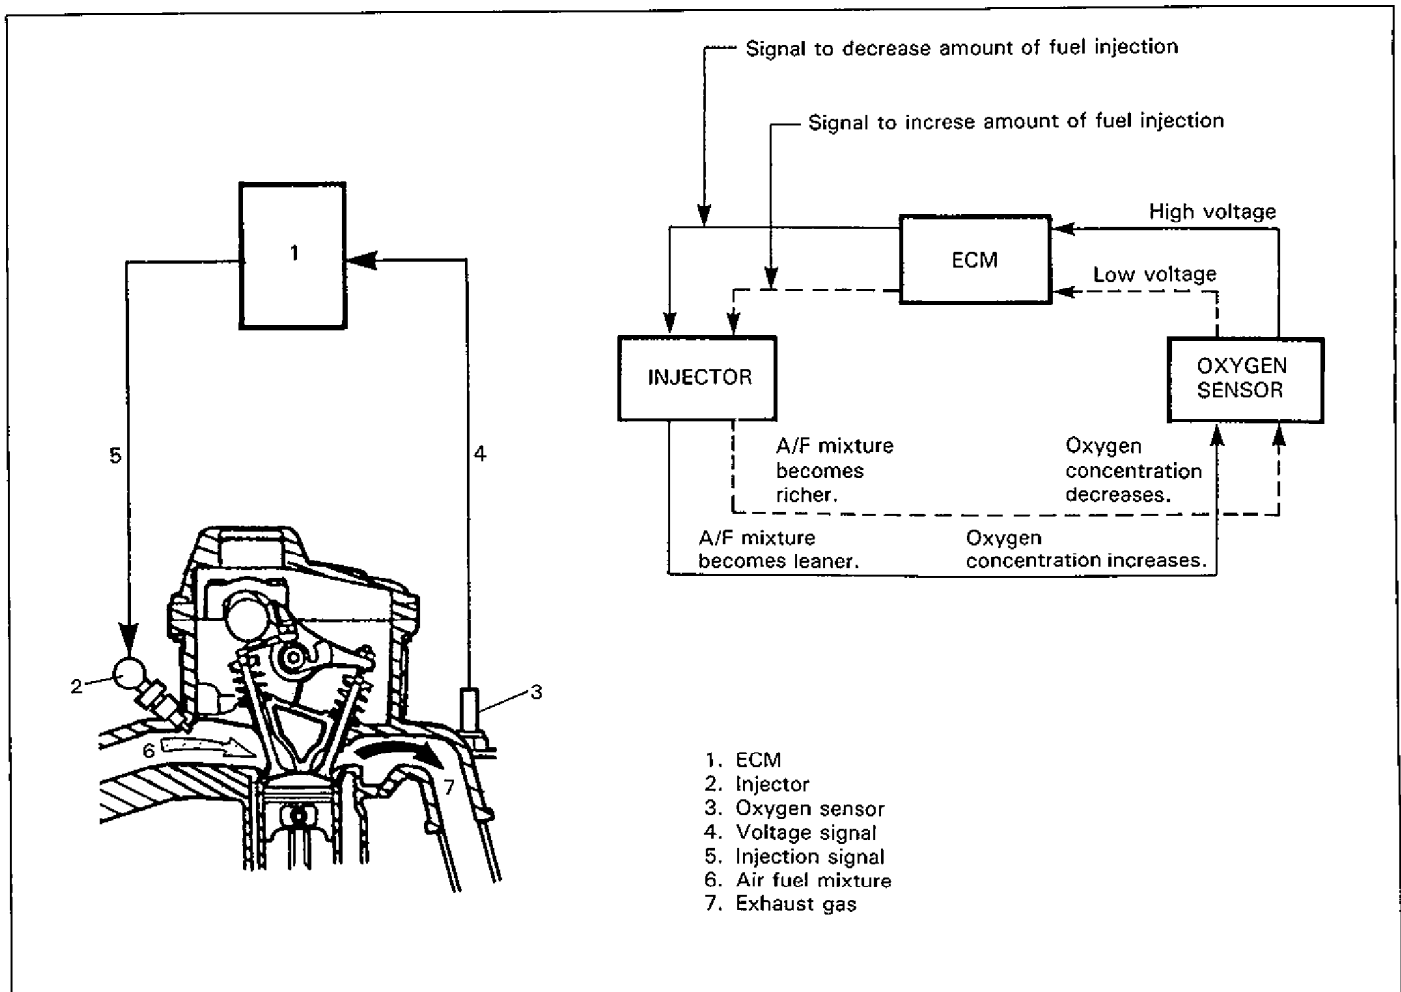 Signal to decrease amount of fuel injection
Signal to increse amount of fuel injection
1
High voltage
ECM
Low voltage
INJECTOR
OXYGEN
SENSOR
5
4
A/F mixture
becomes
richer.
Oxygen
concentration
decreases.
A/F mixture
becomes leaner.
Oxygen
concentration increases.
2
3
6
7
1. ECM
2. Injector
3. Oxygen sensor
4. Voltage signal
5. Injection signal
6. Air fuel mixture
7. Exhaust gas